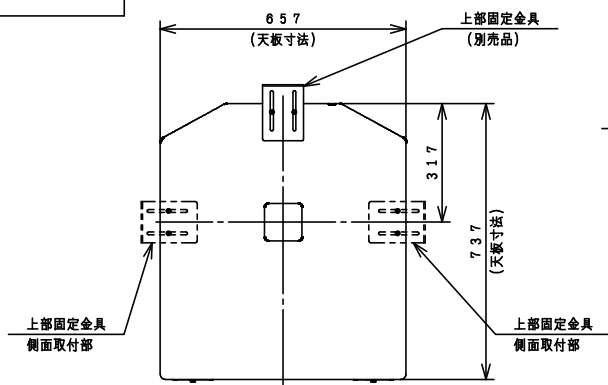 657
(天板寸法)
上部固定金具
(別売品)
317
737
(天板寸法)
上部固定金具
側面取付部
上部固定金具
側面取付部